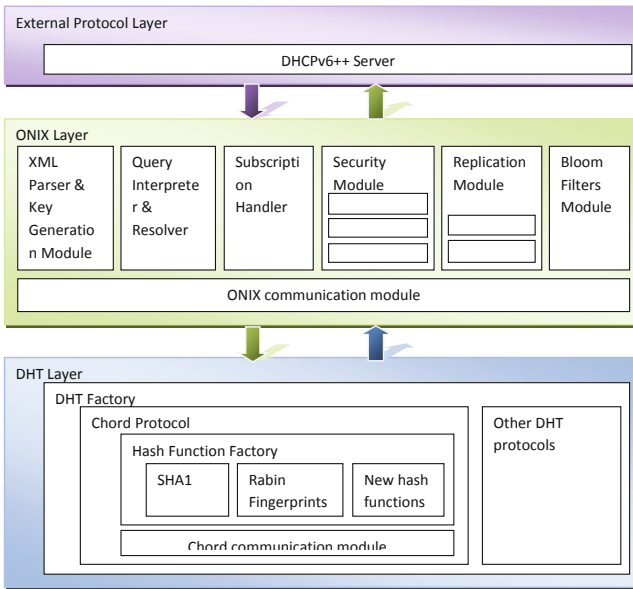 External Protocol Layer
DHCPv6++ Server
ONIX Layer
XML
Parser &
Key
Generatio
n Module
Query
Interprete
r &
Resolver
Subscripti
on
Handler
Security
Module
Replication
Module
Bloom
Filters
Module
ONIX communication module
DHT Layer
DHT Factory
Chord Protocol
Hash Function Factory
SHA1
Rabin
Fingerprints
New hash
functions
Chord communication module
Other DHT
protocols